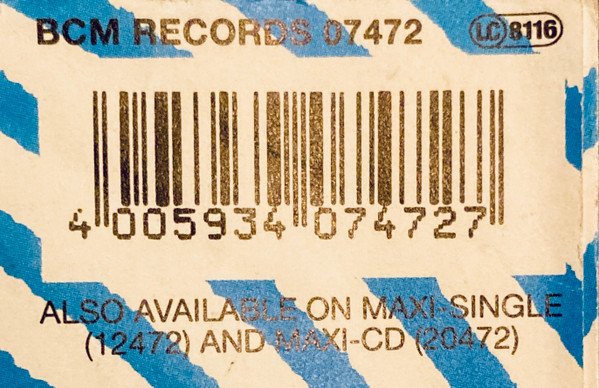 BCM RECORDS 07472 LC 8116
4 005934 074727
ALSO AVAILABLE ON MAXI-SINGLE
(12472) AND MAXI-CD (20472)